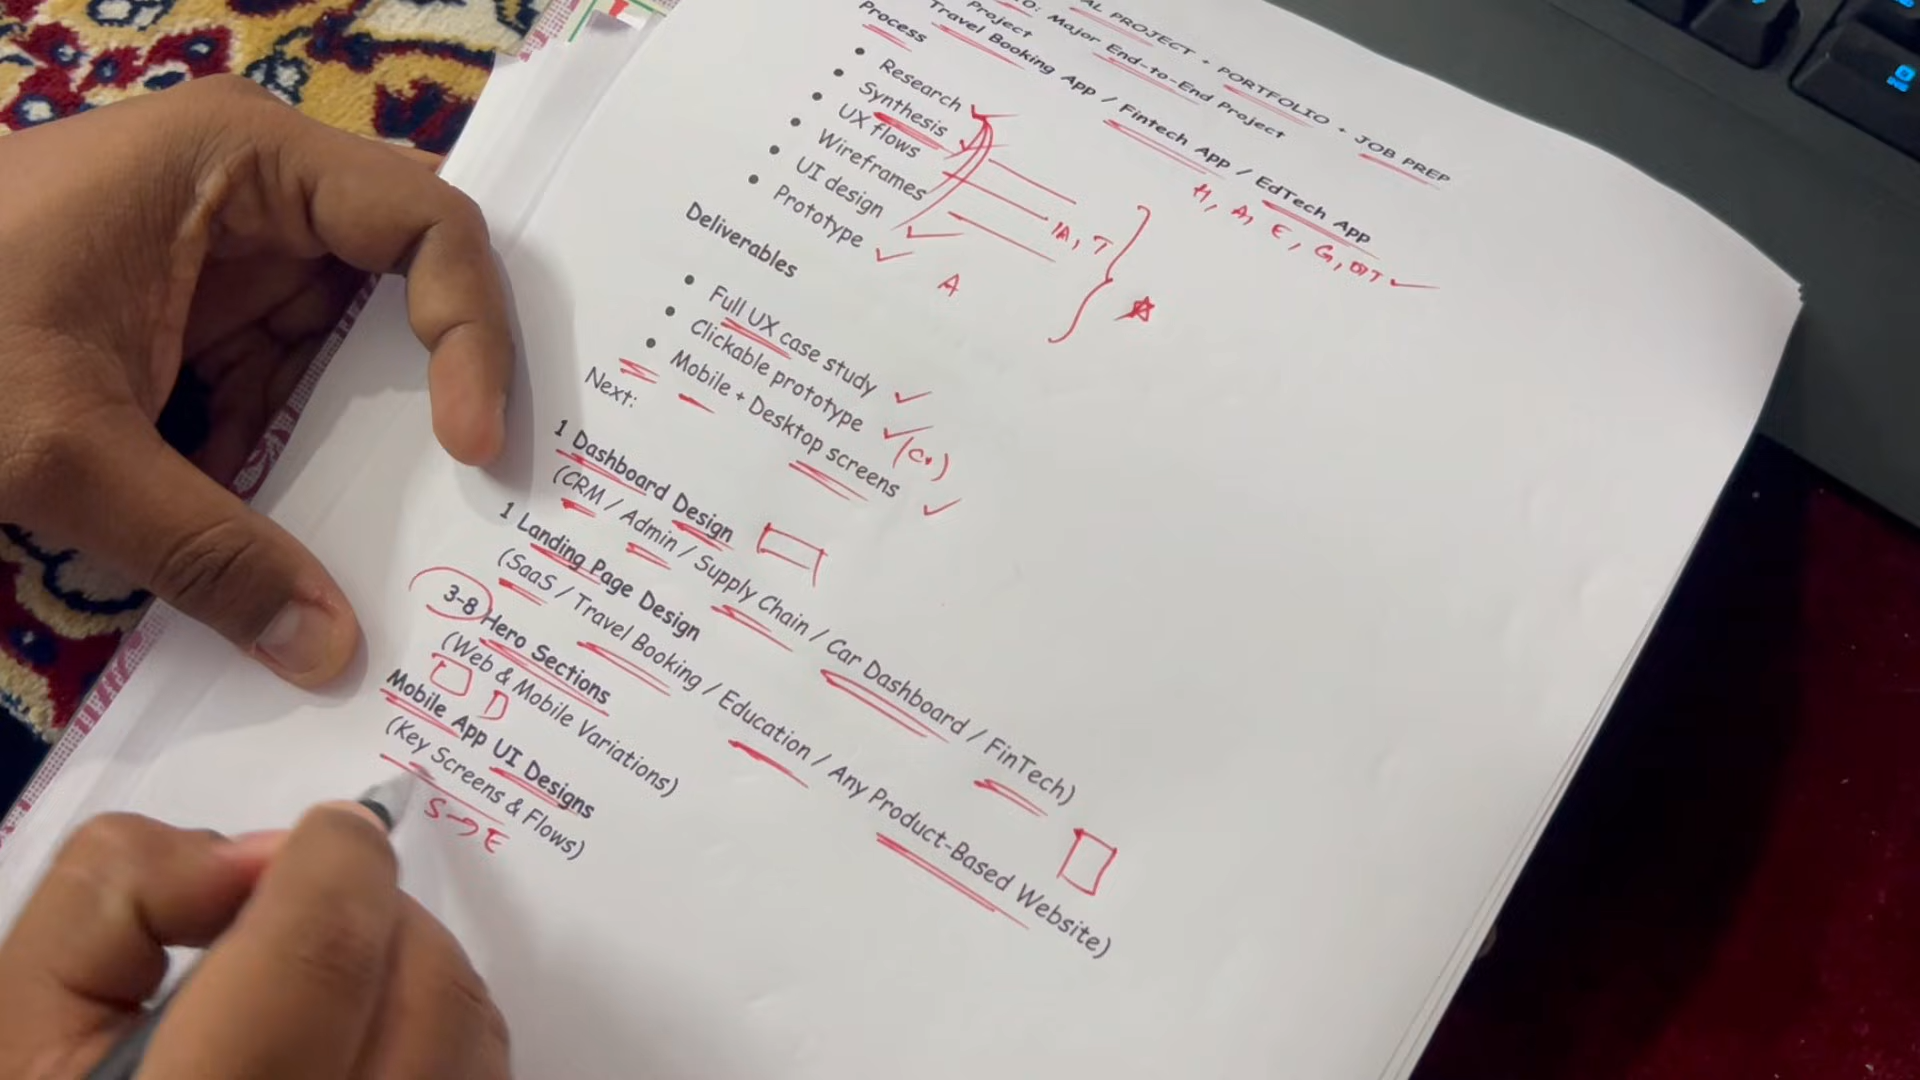 AL PROJECT + PORTFOLIO + JOB PREP
O: Major End-to-End Project
Project
Travel Booking App / Fintech App / EdTech App
H, A, E, G, OT
Process
• Research
• Synthesis
• UX flows
• Wireframes
• UI design
• Prototype
IA, T
A
Deliverables
• Full UX case study
• Clickable prototype
• Mobile + Desktop screens
Next:
1 Dashboard Design
(CRM / Admin / Supply Chain / Car Dashboard / FinTech)
1 Landing Page Design
(SaaS / Travel Booking / Education / Any Product-Based Website)
3-8 Hero Sections
(Web & Mobile Variations)
Mobile App UI Designs
(Key Screens & Flows)
S → E